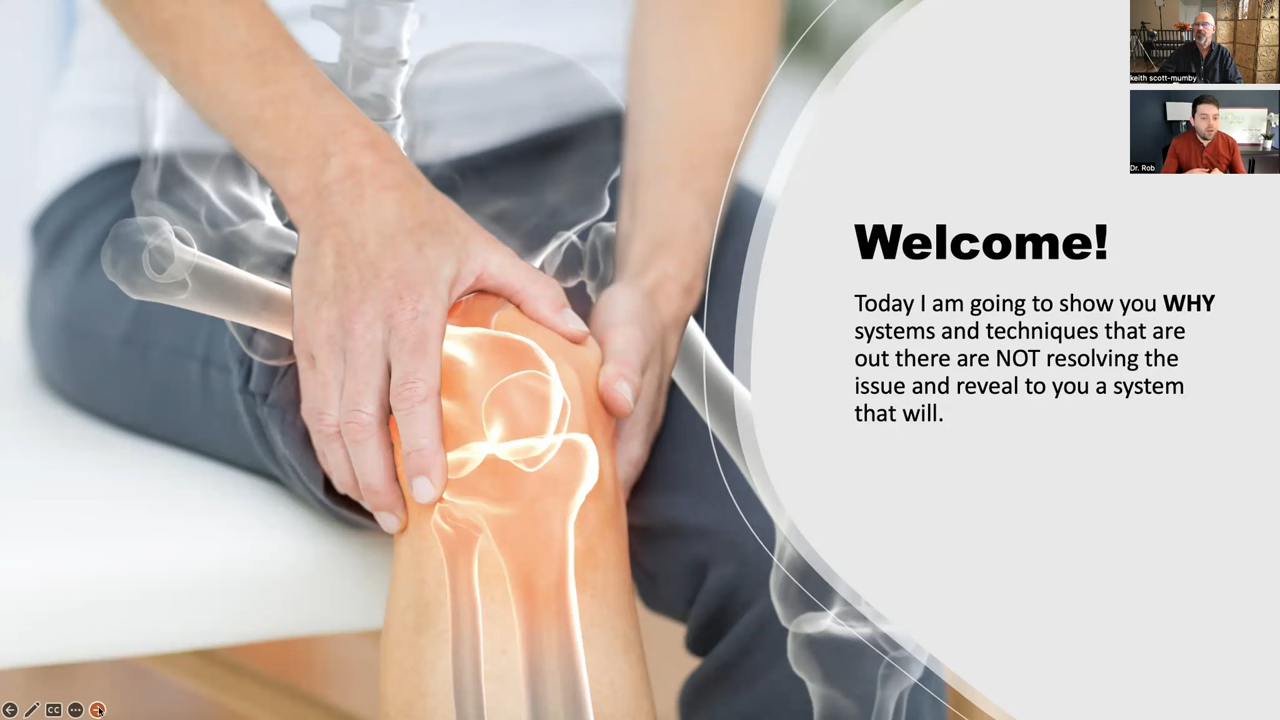 keith scott-mumby
Dr. Rob
Welcome!
Today I am going to show you WHY
systems and techniques that are
out there are NOT resolving the
issue and reveal to you a system
that will.
CC